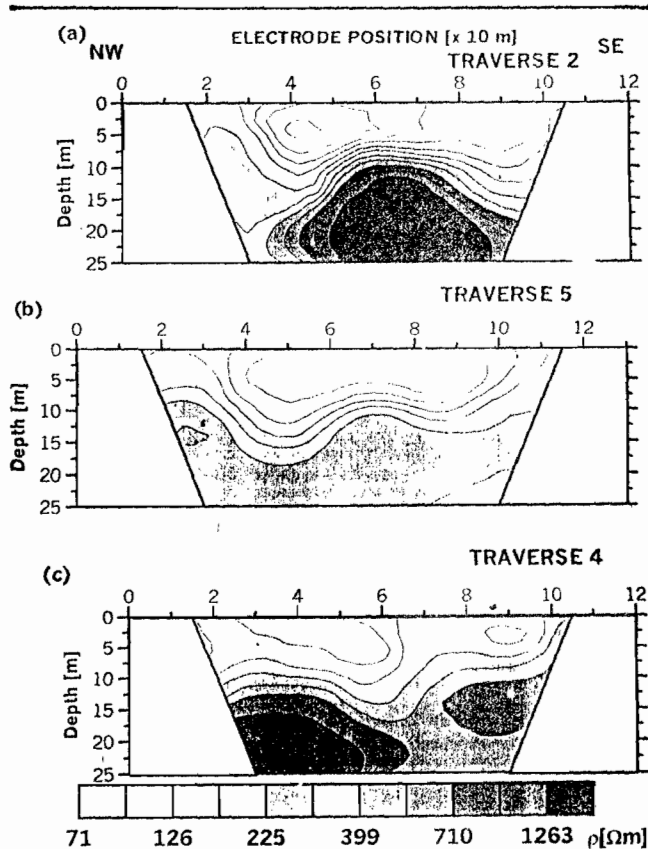 (a)
ELECTRODE POSITION [x 10 m]
NW TRAVERSE 2 SE
0 2 4 6 8 10 12
0
5
10
15
20
25
Depth [m]
TRAVERSE 5
(b)
0 2 4 6 8 10 12
0
5
10
15
20
25
Depth [m]
TRAVERSE 4
(c)
0 2 4 6 8 10 12
0
5
10
15
20
25
Depth [m]
71 126 225 399 710 1263 ρ[Ωm]